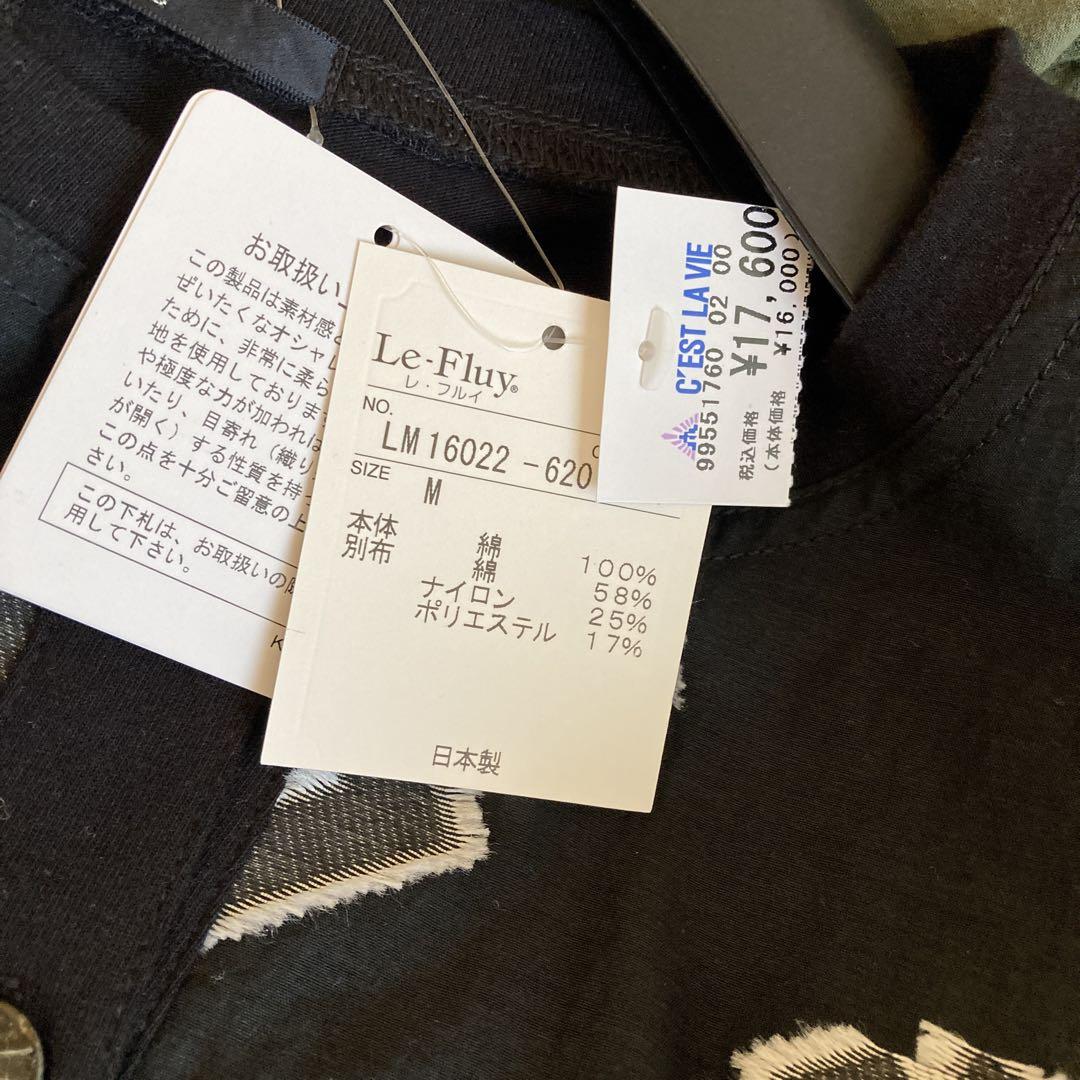 お取扱い
この製品は素材感
ぜいたくなオシャレ
ために、非常に柔ら
地を使用しております
や極度な力が加われは
いたり、目寄れ(織り
が開く)する性質を持
この点を十分ご留意の上
さい。
この下札は、お取扱いの
用して下さい。
K
Le-Fluy®
レ・フルイ
NO.
LM16022-620
SIZE
M
本体 綿 100%
別布 綿 58%
ナイロン 25%
ポリエステル 17%
日本製
C'EST LA VIE
99551760 02 00
税込価格 ¥17,600
(本体価格 ¥16,000)